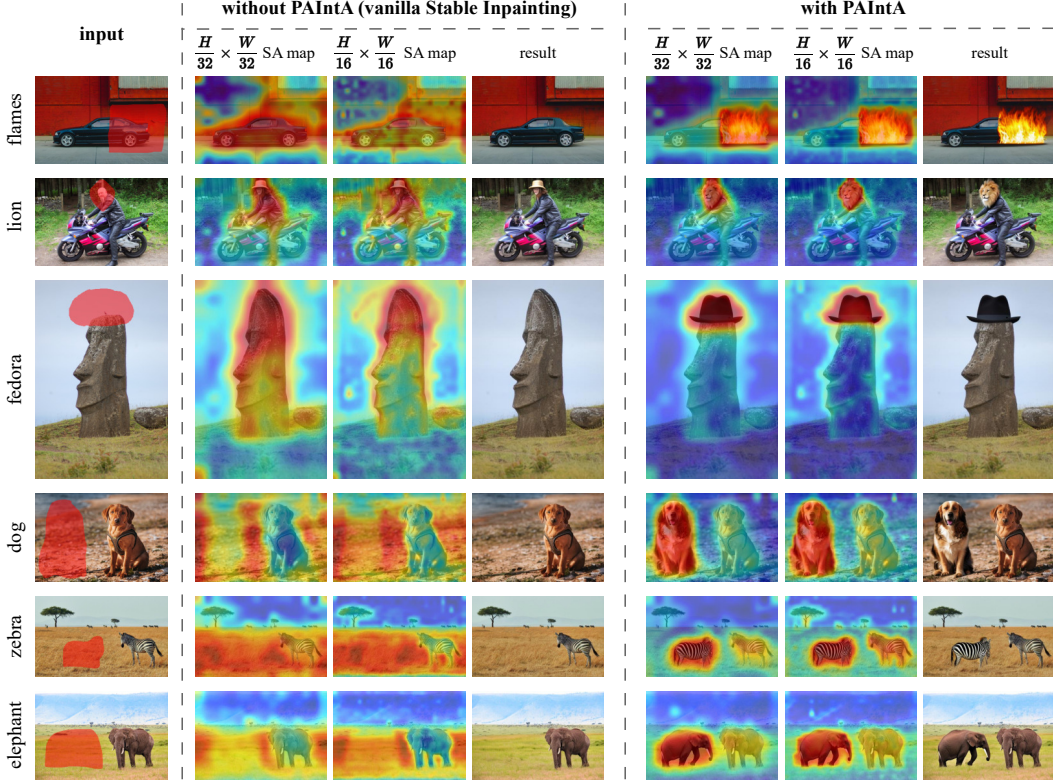 without PAIntA (vanilla Stable Inpainting)
with PAIntA
input
H/32 × W/32 SA map
H/16 × W/16 SA map
result
H/32 × W/32 SA map
H/16 × W/16 SA map
result
flames
lion
fedora
dog
zebra
elephant